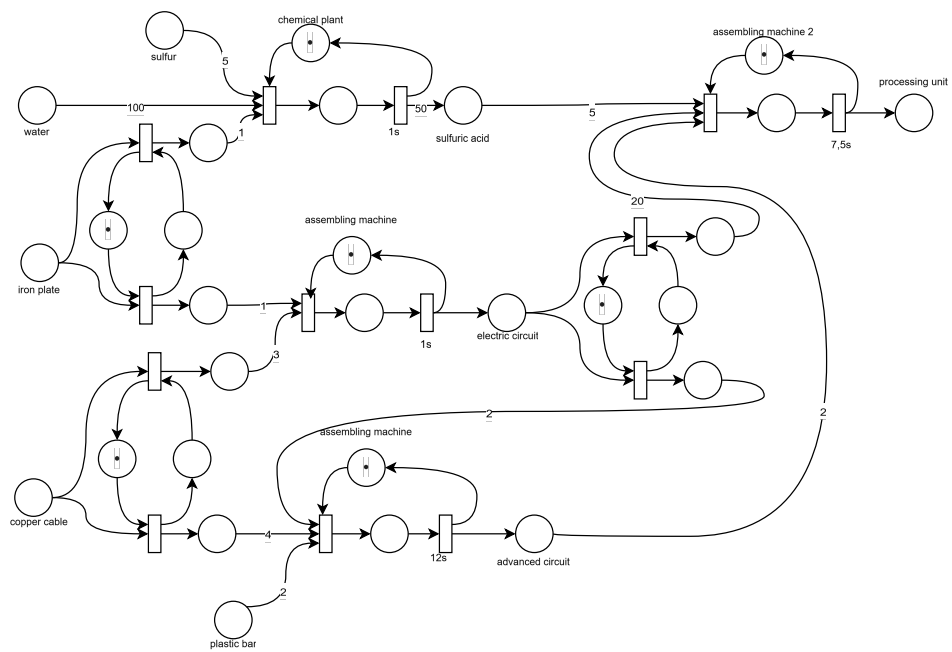 chemical plant
sulfur
5
assembling machine 2
processing unit
water
100
1
50
1s
sulfuric acid
5
7,5s
20
assembling machine
iron plate
1
1s
electric circuit
3
2
2
assembling machine
copper cable
4
12s
advanced circuit
2
plastic bar